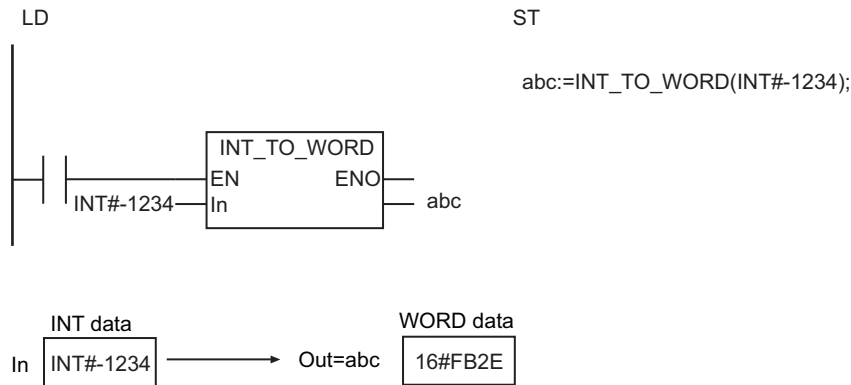 LD
ST
abc:=INT_TO_WORD(INT#-1234);
INT_TO_WORD
EN ENO
INT#-1234 In abc
INT data WORD data
In INT#-1234 Out=abc 16#FB2E